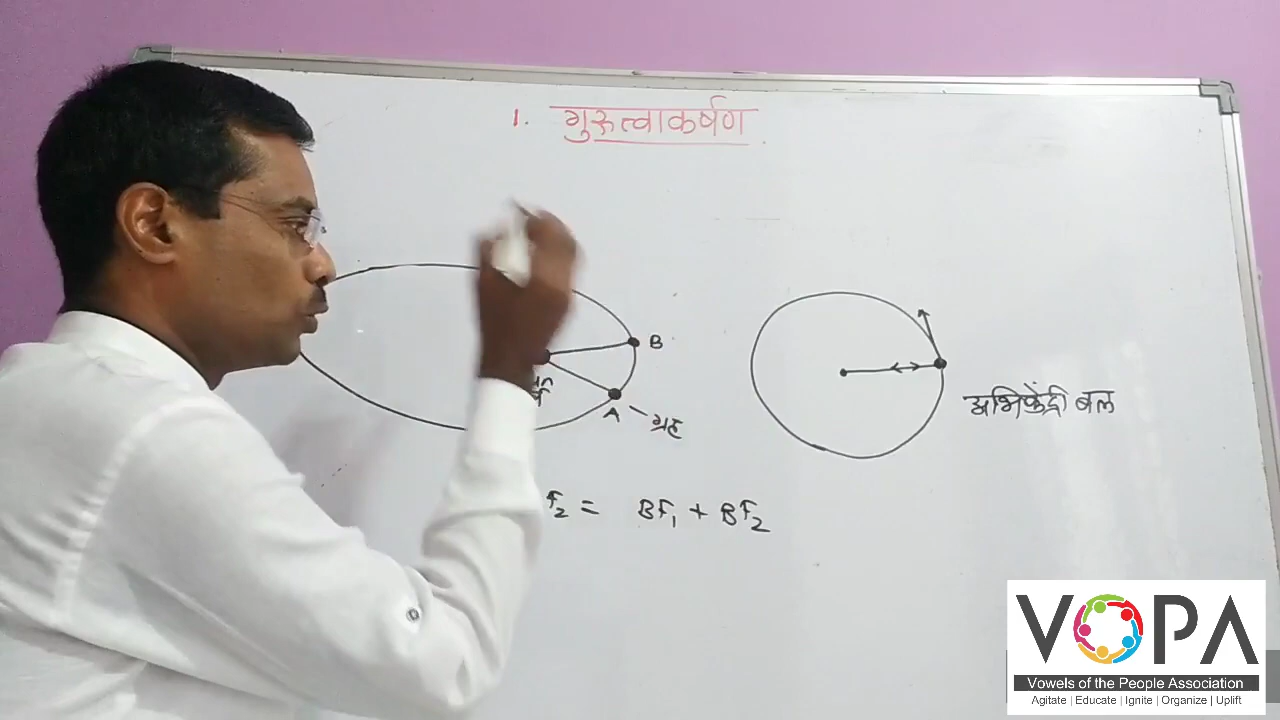 1. गुरुत्वाकर्षण
B
A
ग्रह
अभिकेंद्री बल
F₂ = BF₁ + BF₂
VOPA
Vowels of the People Association
Agitate | Educate | Ignite | Organize | Uplift